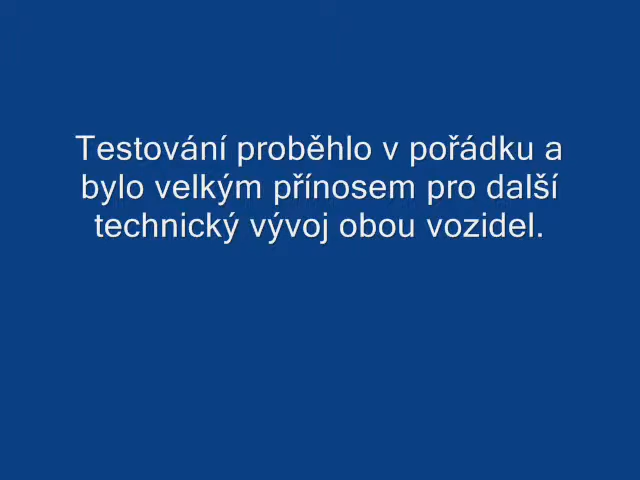 Testování proběhlo v pořádku a
bylo velkým přínosem pro další
technický vývoj obou vozidel.